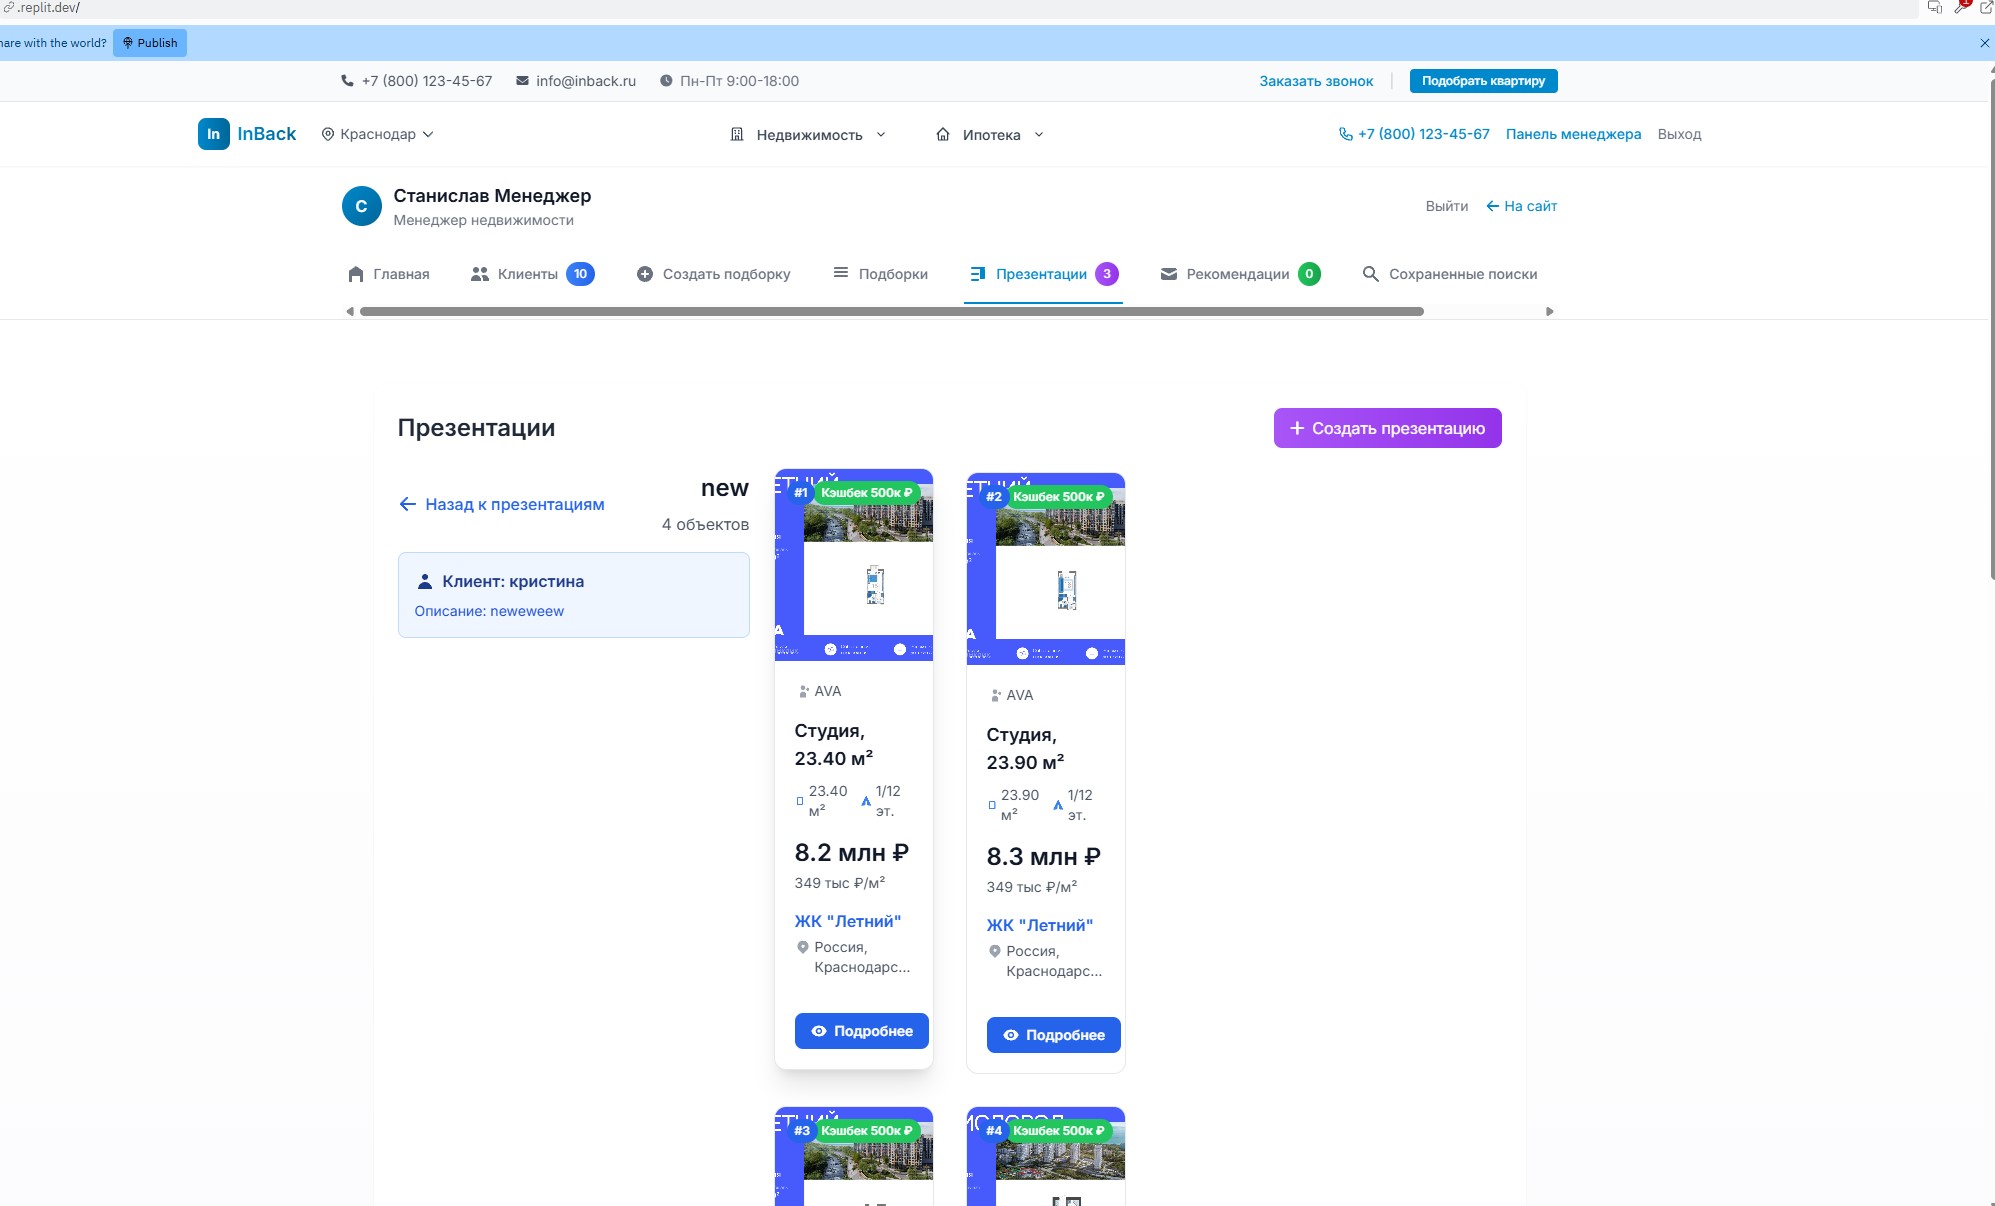 .replit.dev/
hare with the world?
Publish
+7 (800) 123-45-67
info@inback.ru
Пн-Пт 9:00-18:00
Заказать звонок
Подобрать квартиру
In
InBack
Краснодар
Недвижимость
Ипотека
+7 (800) 123-45-67
Панель менеджера
Выход
С
Станислав Менеджер
Менеджер недвижимости
Выйти
На сайт
Главная
Клиенты 10
Создать подборку
Подборки
Презентации 3
Рекомендации 0
Сохраненные поиски
Презентации
+ Создать презентацию
Назад к презентациям
new
4 объектов
Клиент: кристина
Описание: neweweew
#1 Кэшбек 500к ₽
AVA
Студия,
23.40 м²
23.40
м²
1/12
эт.
8.2 млн ₽
349 тыс ₽/м²
ЖК "Летний"
Россия,
Краснодарс...
Подробнее
#2 Кэшбек 500к ₽
AVA
Студия,
23.90 м²
23.90
м²
1/12
эт.
8.3 млн ₽
349 тыс ₽/м²
ЖК "Летний"
Россия,
Краснодарс...
Подробнее
#3 Кэшбек 500к ₽
#4 Кэшбек 500к ₽